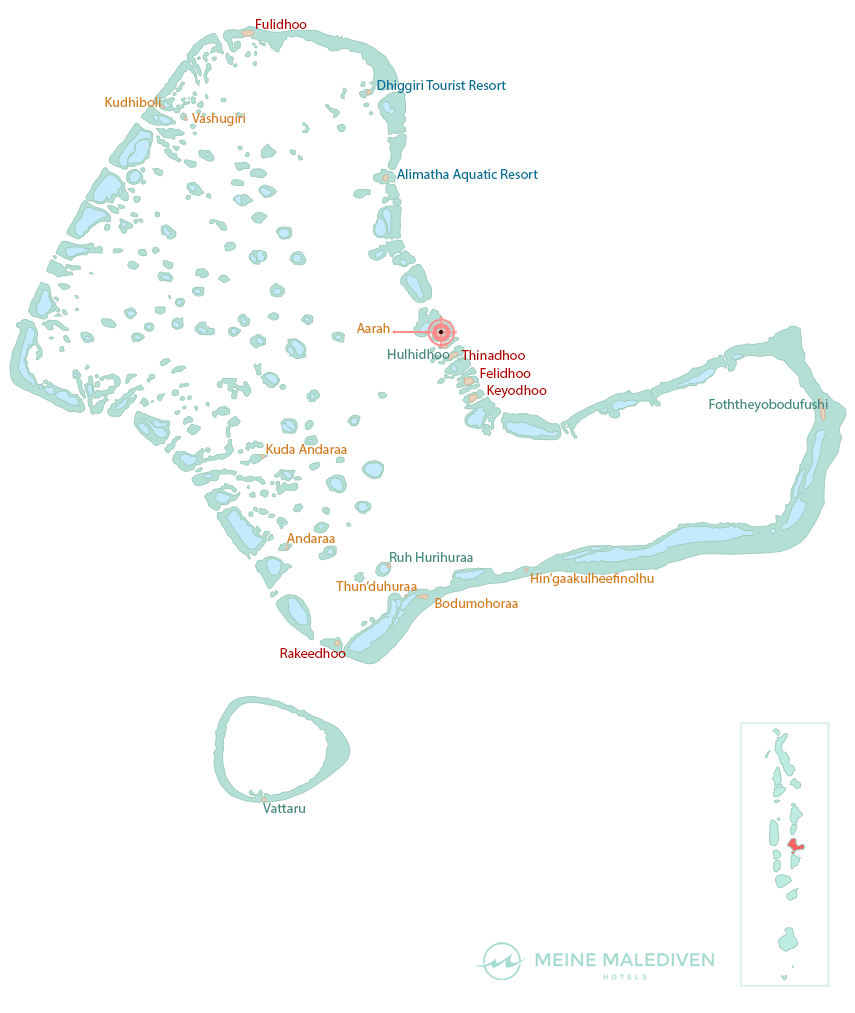 Fulidhoo
Dhiggiri Tourist Resort
Kudhiboli
Vashugiri
Alimatha Aquatic Resort
Aarah
Hulhidhoo
Thinadhoo
Felidhoo
Keyodhoo
Foththeyobodufushi
Kuda Andaraa
Andaraa
Ruh Hurihuraa
Hin'gaakulheefinolhu
Thun'duhuraa
Bodumohoraa
Rakeedhoo
Vattaru
MEINE MALEDIVEN
HOTELS